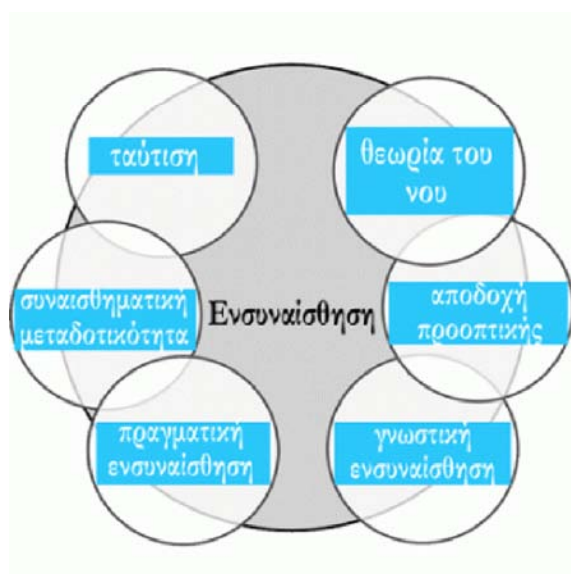 ταύτιση
θεωρία του
νου
συναισθηματική
μεταδοτικότητα
Ενσυναίσθηση
αποδοχή
προοπτικής
πραγματική
ενσυναίσθηση
γνωστική
ενσυναίσθηση